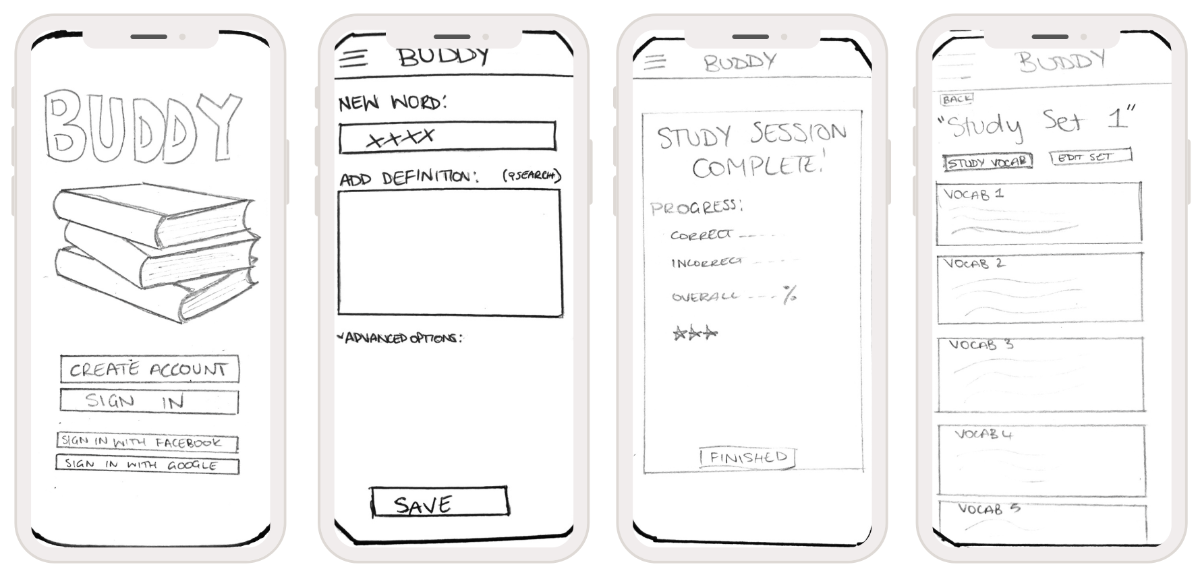 BUDDY
CREATE ACCOUNT
SIGN IN
SIGN IN WITH FACEBOOK
SIGN IN WITH GOOGLE
BUDDY
NEW WORD:
XXXX
ADD DEFINITION: (?SEARCH)
ADVANCED OPTIONS:
SAVE
BUDDY
STUDY SESSION
COMPLETE!
PROGRESS:
CORRECT ----
INCORRECT ----
OVERALL ---%
FINISHED
BUDDY
BACK
"Study Set 1"
STUDY VOCAB EDIT SET
VOCAB 1
VOCAB 2
VOCAB 3
VOCAB 4
VOCAB 5